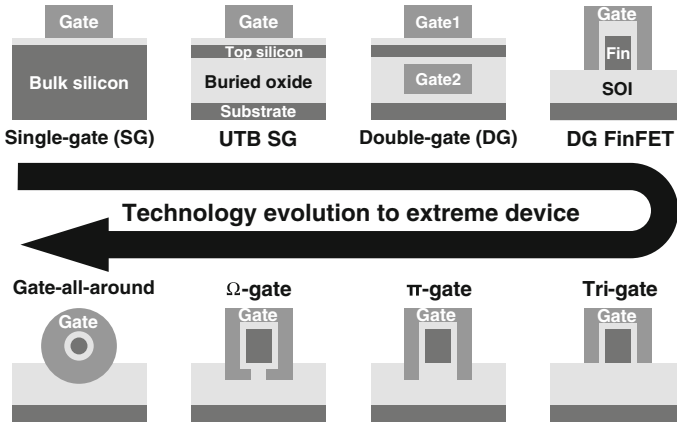 Gate
Gate
Gate1
Gate
Bulk silicon
Top silicon
Buried oxide
Substrate
Gate2
Fin
SOI
Single-gate (SG)
UTB SG
Double-gate (DG)
DG FinFET
Technology evolution to extreme device
Gate-all-around
Ω-gate
π-gate
Tri-gate
Gate
Gate
Gate
Gate